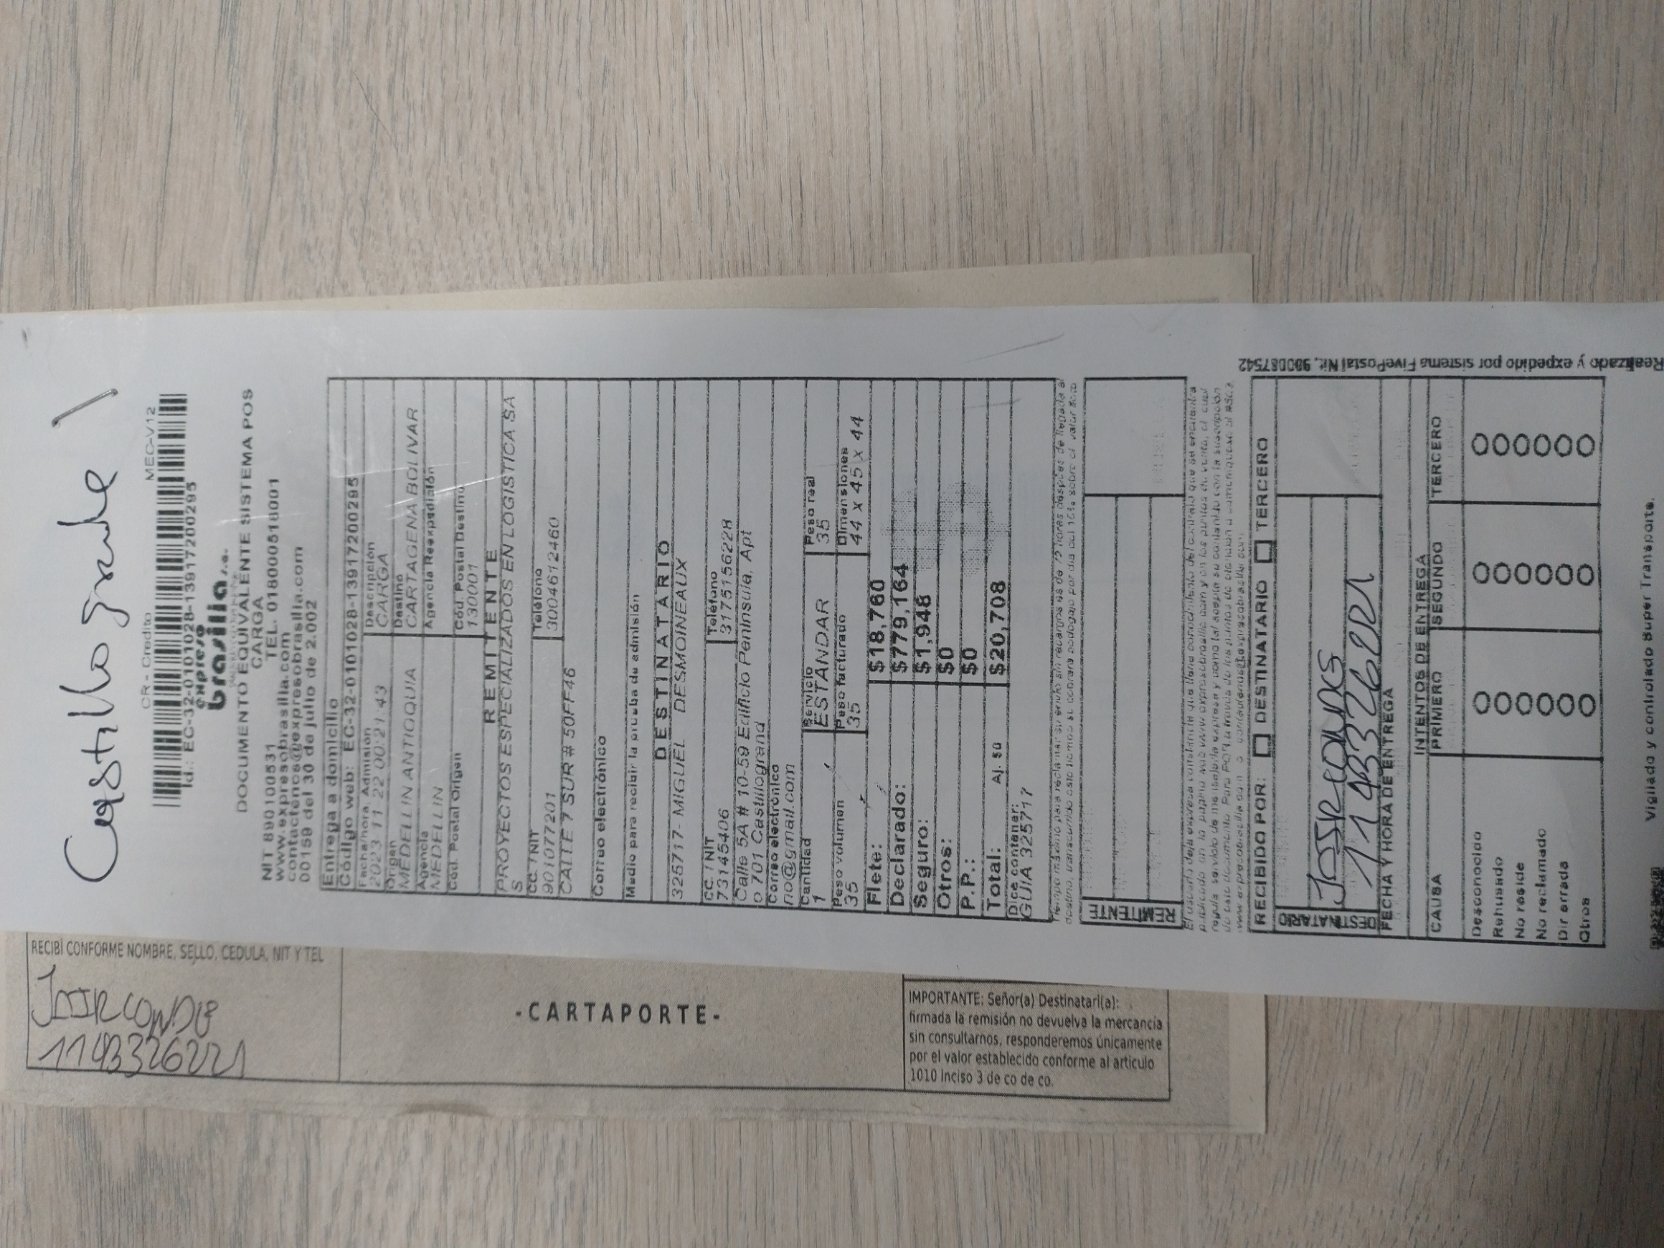 Castillo grande
CR - Credito
MEC-V12
Id.: EC-32-0101028-139172002​95
expreso
brasilia s.a.
DOCUMENTO EQUIVALENTE SISTEMA POS
CARGA
NIT 890100531
TEL. 018000518001
www.expresobrasilia.com
contactenos@expresobrasilia.com
00159 del 30 de julio de 2.002
Entrega a domicilio
Código web: EC-32-0101028-13917200295
Fecha/hora Admisión
2023 11 22 00:21:43
Descripción
CARGA
Origen
MEDELLIN ANTIOQUIA
Destino
CARTAGENA BOLIVAR
Agencia
MEDELLIN
Agencia Reexpedición
Cód. Postal Origen
Cód. Postal Destino
130001
REMITENTE
PROYECTOS ESPECIALIZADOS EN LOGISTICA SA
S
CC. / NIT
901077201
Teléfono
3004612460
CALLE 7 SUR # 50FF46
Correo electrónico
Medio para recibir la prueba de admisión
DESTINATARIO
325717- MIGUEL DESMOINEAUX
CC. / NIT
73145406
Teléfono
3175156228
Calle 5A # 10-59 Edificio Peninsula, Apt
o 701 Castillogrand
Correo electrónico
no@gmail.com
Cantidad
1
Servicio
ESTANDAR
Peso real
35
Peso volumen
35
Peso facturado
35
Dimensiones
44 x 45 x 44
Flete: $18,760
Declarado: $779,164
Seguro: $1,948
Otros: $0
P.P.: $0
Total: Aj. 50 $20,708
Dice contener:
GUIA 325717
REMITENTE
RECIBIDO POR: DESTINATARIO TERCERO
DESTINATARIO
1143326221
FECHA Y HORA DE ENTREGA
INTENTOS DE ENTREGA
CAUSA PRIMERO SEGUNDO TERCERO
Desconocido
Rehusado
No reside
No reclamado
Dir errada
Otros
000000 000000 000000
Vigilado y controlado Super Transporte.
Realizado y expedido por sistema FivePostal Nit. 900087542
RECIBÍ CONFORME NOMBRE, SELLO, CEDULA, NIT Y TEL
JAIR CONDE
1143326221
-CARTAPORTE-
IMPORTANTE: Señor(a) Destinatari(a):
firmada la remisión no devuelva la mercancía
sin consultarnos, responderemos únicamente
por el valor establecido conforme al articulo
1010 Inciso 3 de co de co.